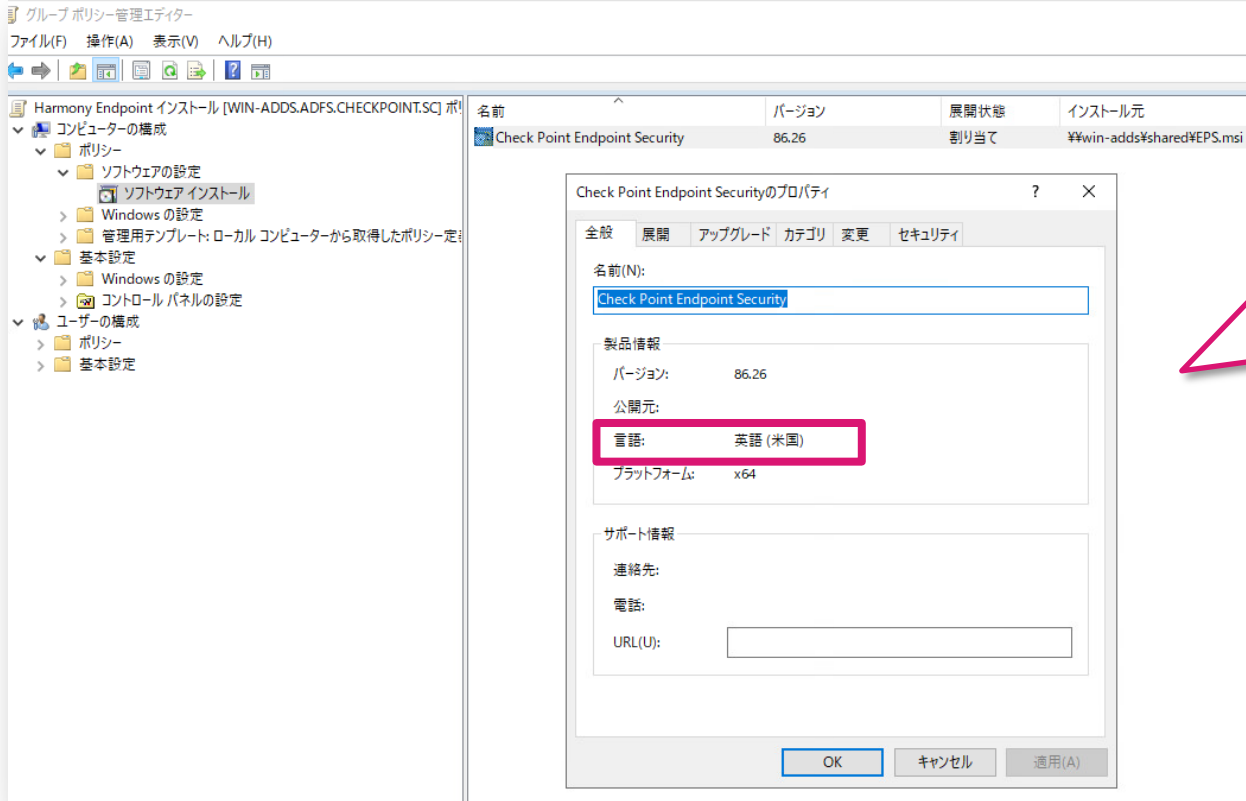 グループ ポリシー管理エディター
ファイル(F) 操作(A) 表示(V) ヘルプ(H)
Harmony Endpoint インストール [WIN-ADDS.ADFS.CHECKPOINT.SC] ポリ
コンピューターの構成
ポリシー
ソフトウェアの設定
ソフトウェア インストール
Windows の設定
管理用テンプレート: ローカル コンピューターから取得したポリシー定
基本設定
Windows の設定
コントロール パネルの設定
ユーザーの構成
ポリシー
基本設定
名前 バージョン 展開状態 インストール元
Check Point Endpoint Security 86.26 割り当て ¥¥win-adds¥shared¥EPS.msi
Check Point Endpoint Securityのプロパティ ? ×
全般 展開 アップグレード カテゴリ 変更 セキュリティ
名前(N):
Check Point Endpoint Security
製品情報
バージョン: 86.26
公開元:
言語: 英語 (米国)
プラットフォーム: x64
サポート情報
連絡先:
電話:
URL(U):
OK キャンセル 適用(A)